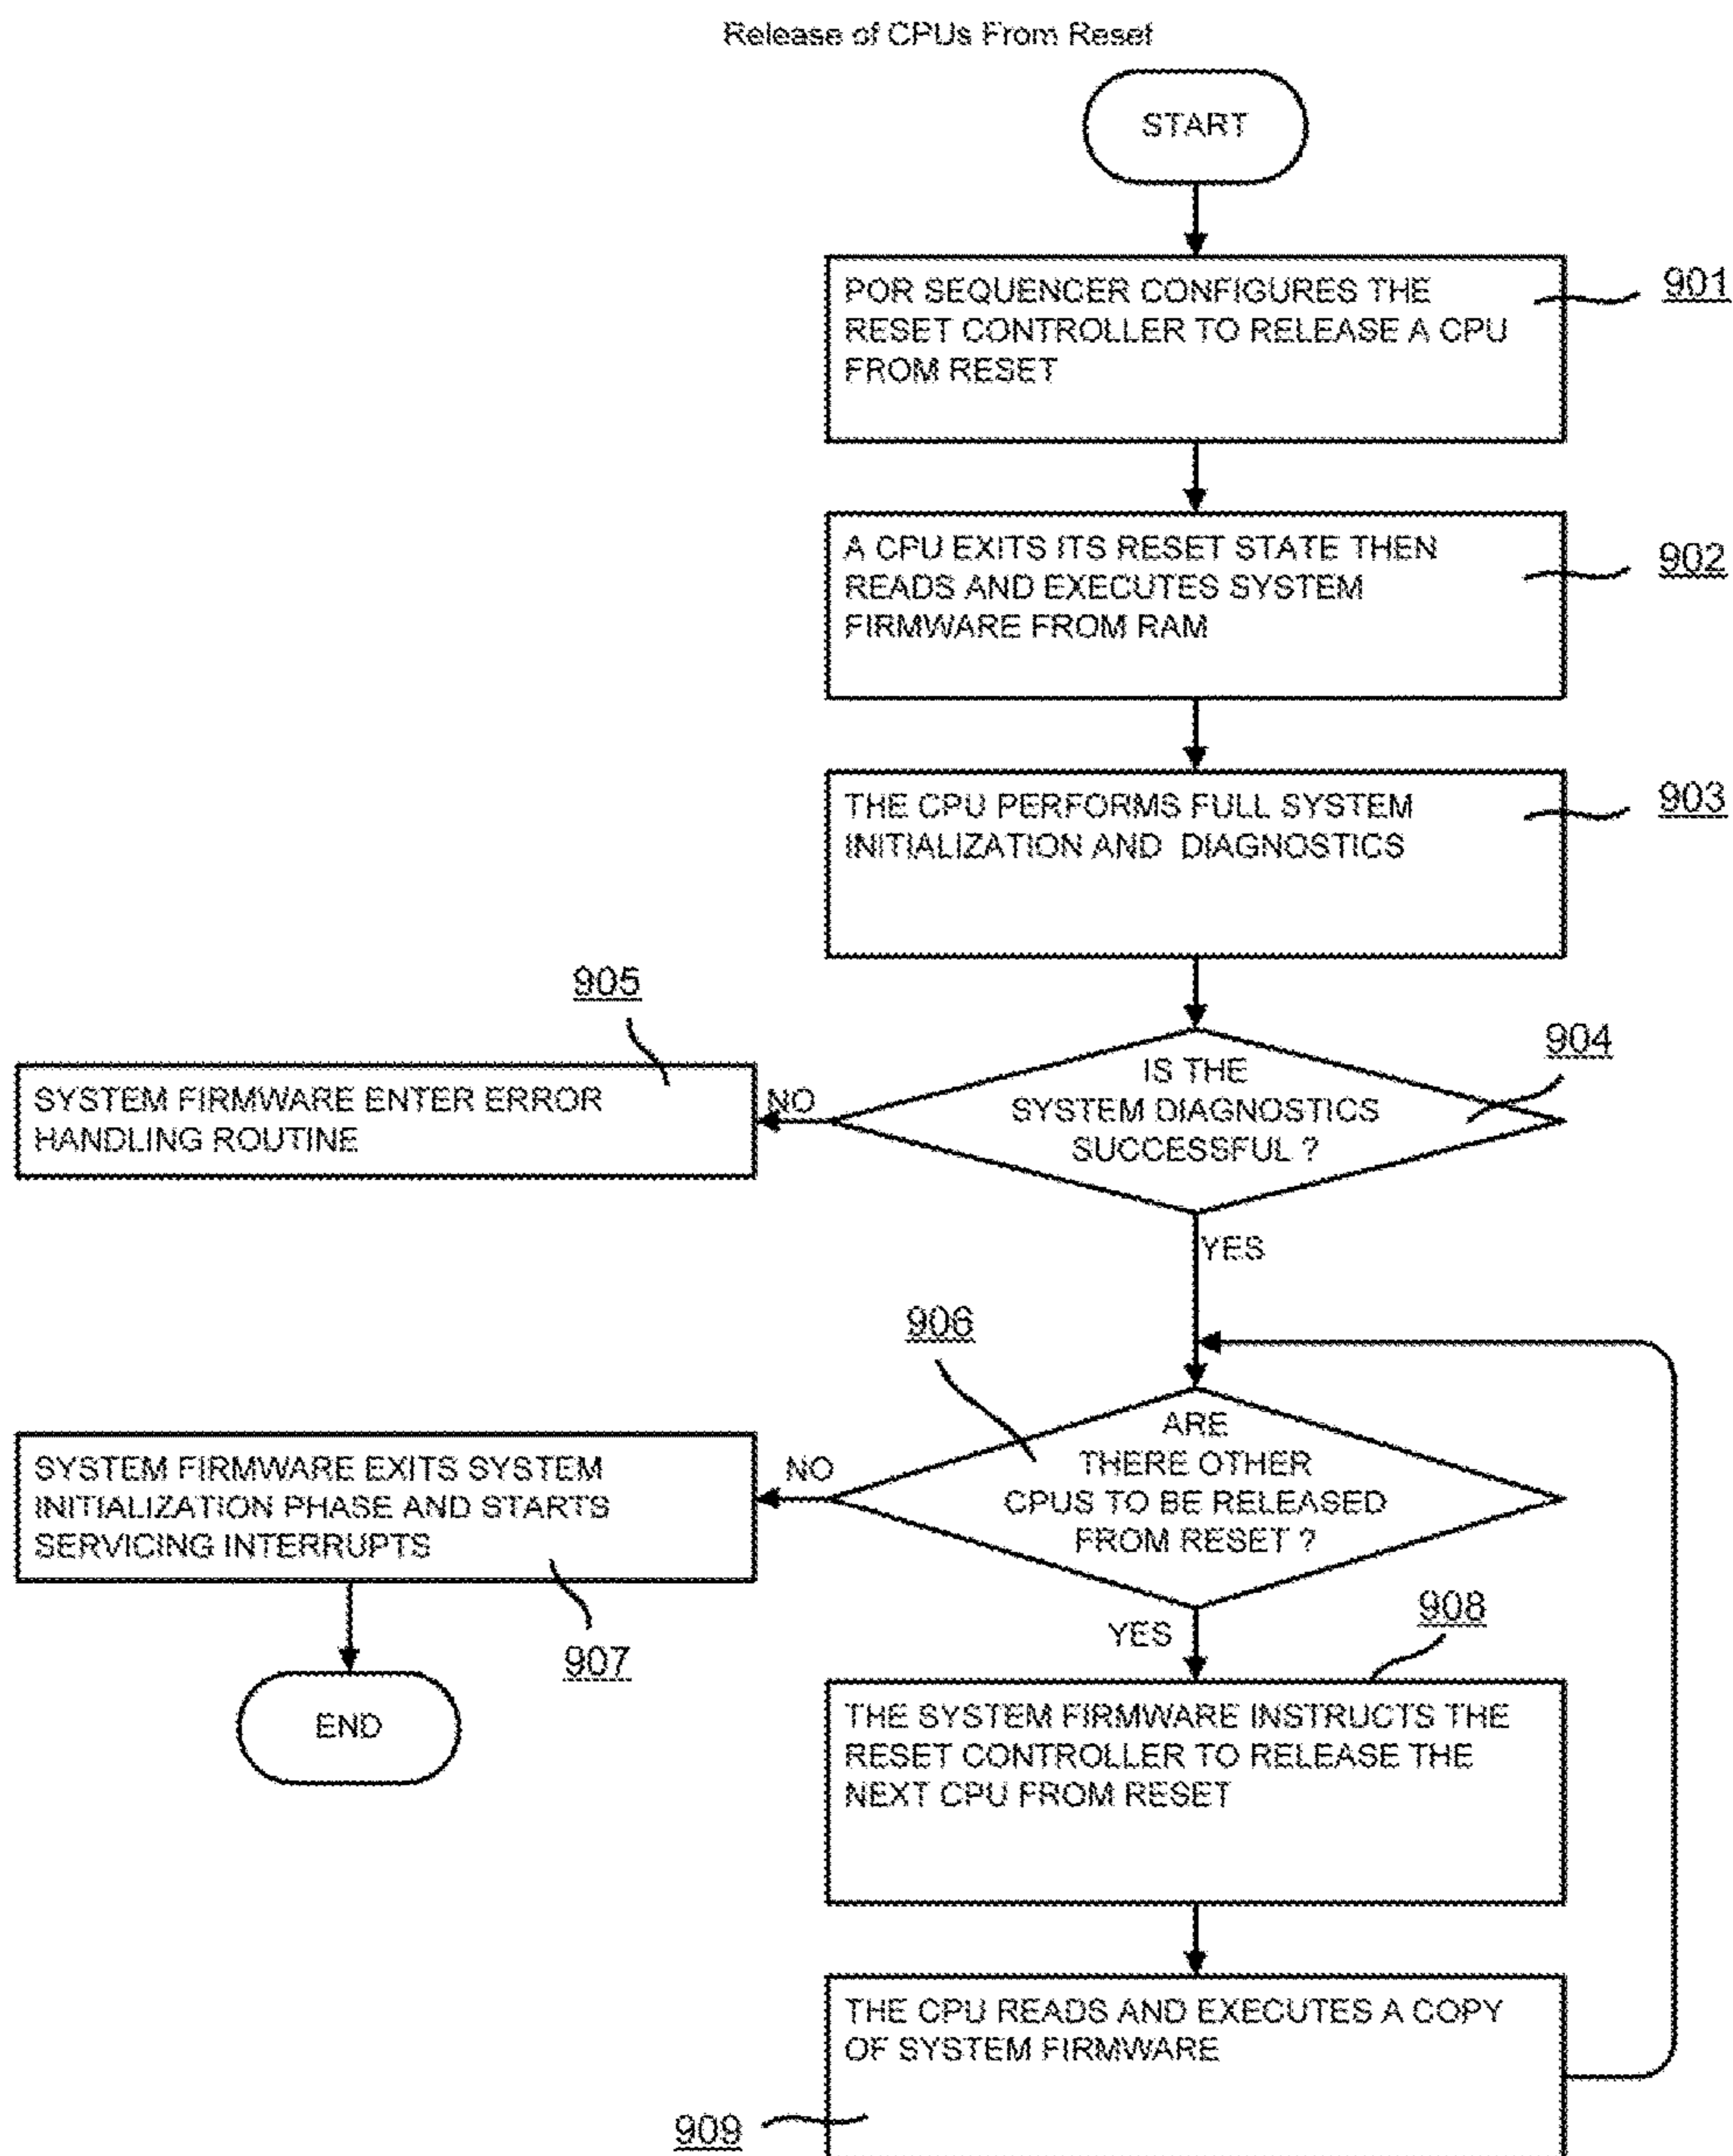 Release of CPUs From Reset
START
POR SEQUENCER CONFIGURES THE
RESET CONTROLLER TO RELEASE A CPU
FROM RESET
901
A CPU EXITS ITS RESET STATE THEN
READS AND EXECUTES SYSTEM
FIRMWARE FROM RAM
902
THE CPU PERFORMS FULL SYSTEM
INITIALIZATION AND DIAGNOSTICS
903
905
SYSTEM FIRMWARE ENTER ERROR
HANDLING ROUTINE
NO
IS THE
SYSTEM DIAGNOSTICS
SUCCESSFUL ?
904
YES
906
SYSTEM FIRMWARE EXITS SYSTEM
INITIALIZATION PHASE AND STARTS
SERVICING INTERRUPTS
NO
ARE
THERE OTHER
CPUS TO BE RELEASED
FROM RESET ?
907
END
YES
908
THE SYSTEM FIRMWARE INSTRUCTS THE
RESET CONTROLLER TO RELEASE THE
NEXT CPU FROM RESET
THE CPU READS AND EXECUTES A COPY
OF SYSTEM FIRMWARE
909